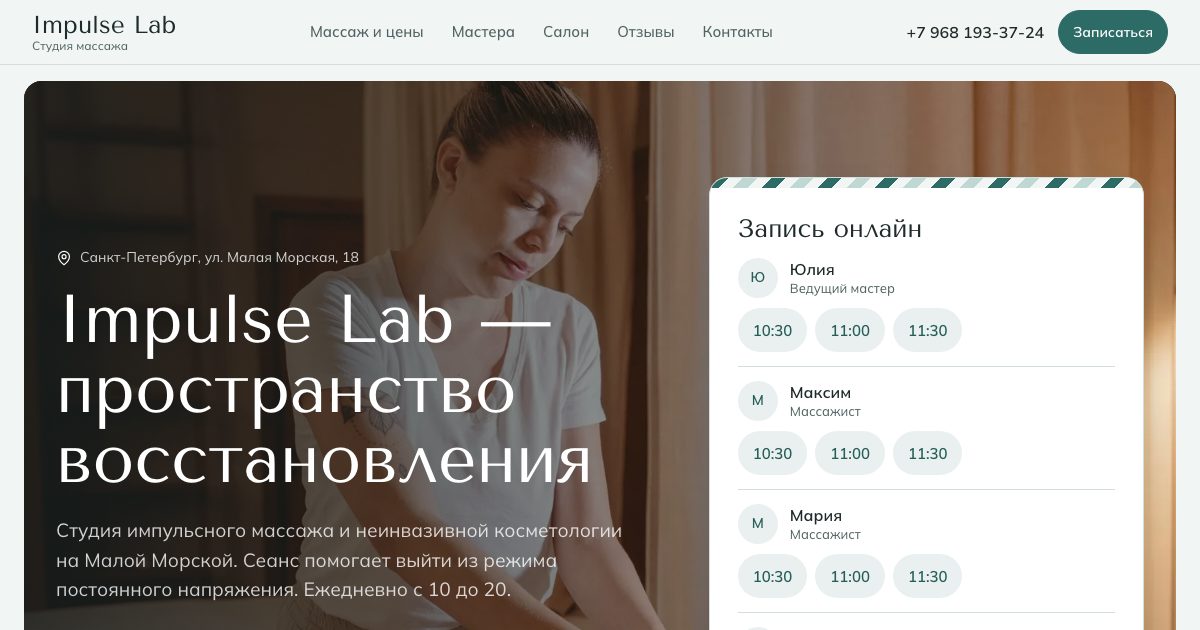 Impulse Lab
Студия массажа
Массаж и цены
Мастера
Салон
Отзывы
Контакты
+7 968 193-37-24
Записаться
Санкт-Петербург, ул. Малая Морская, 18
Impulse Lab —
пространство
восстановления
Студия импульсного массажа и неинвазивной косметологии
на Малой Морской. Сеанс помогает выйти из режима
постоянного напряжения. Ежедневно с 10 до 20.
Запись онлайн
Ю
Юлия
Ведущий мастер
10:30 11:00 11:30
М
Максим
Массажист
10:30 11:00 11:30
М
Мария
Массажист
10:30 11:00 11:30